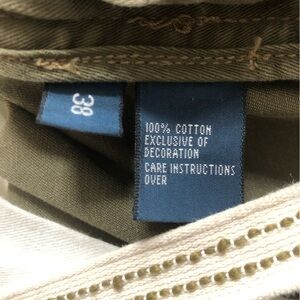 38
100% COTTON
EXCLUSIVE OF
DECORATION
CARE INSTRUCTIONS
OVER